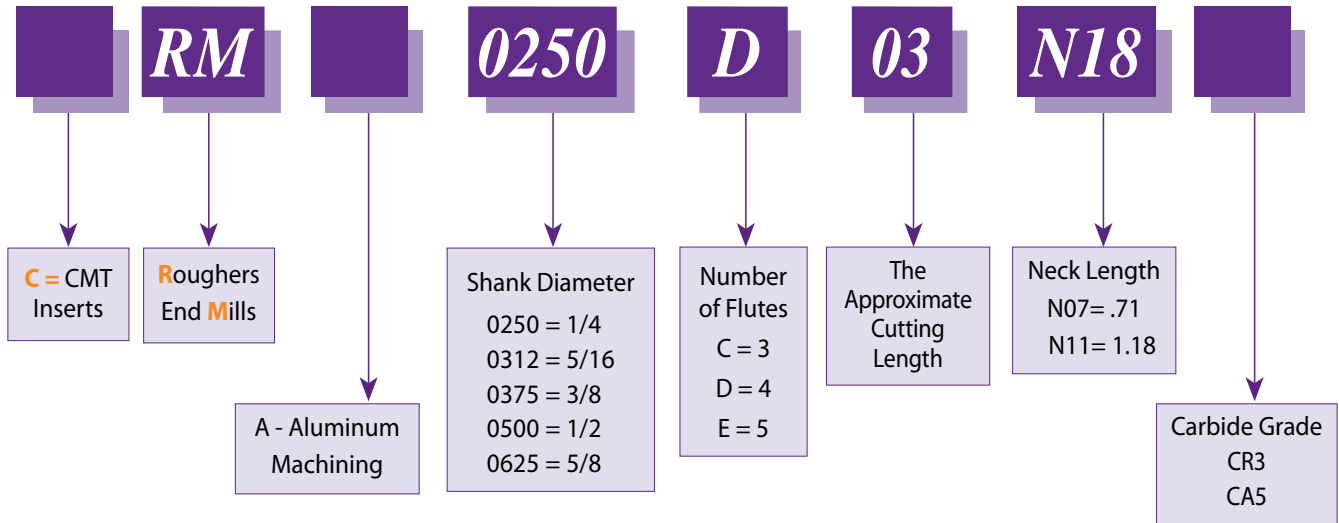 RM
0250
D
03
N18
C = CMT
Inserts
Roughers
End Mills
A - Aluminum
Machining
Shank Diameter
0250 = 1/4
0312 = 5/16
0375 = 3/8
0500 = 1/2
0625 = 5/8
Number
of Flutes
C = 3
D = 4
E = 5
The
Approximate
Cutting
Length
Neck Length
N07= .71
N11= 1.18
Carbide Grade
CR3
CA5